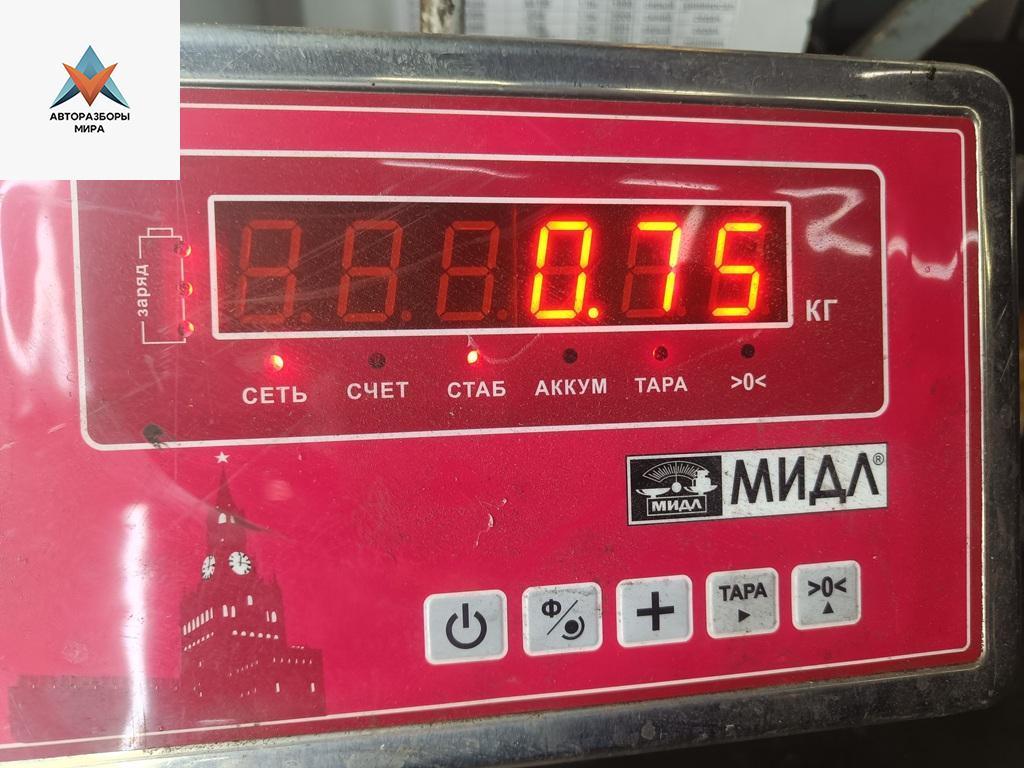 АВТОРАЗБОРЫ
МИРА
заряд
0.75
КГ
СЕТЬ СЧЕТ СТАБ АККУМ ТАРА >0<
МИДЛ МИДЛ®
Ф ТАРА >0<